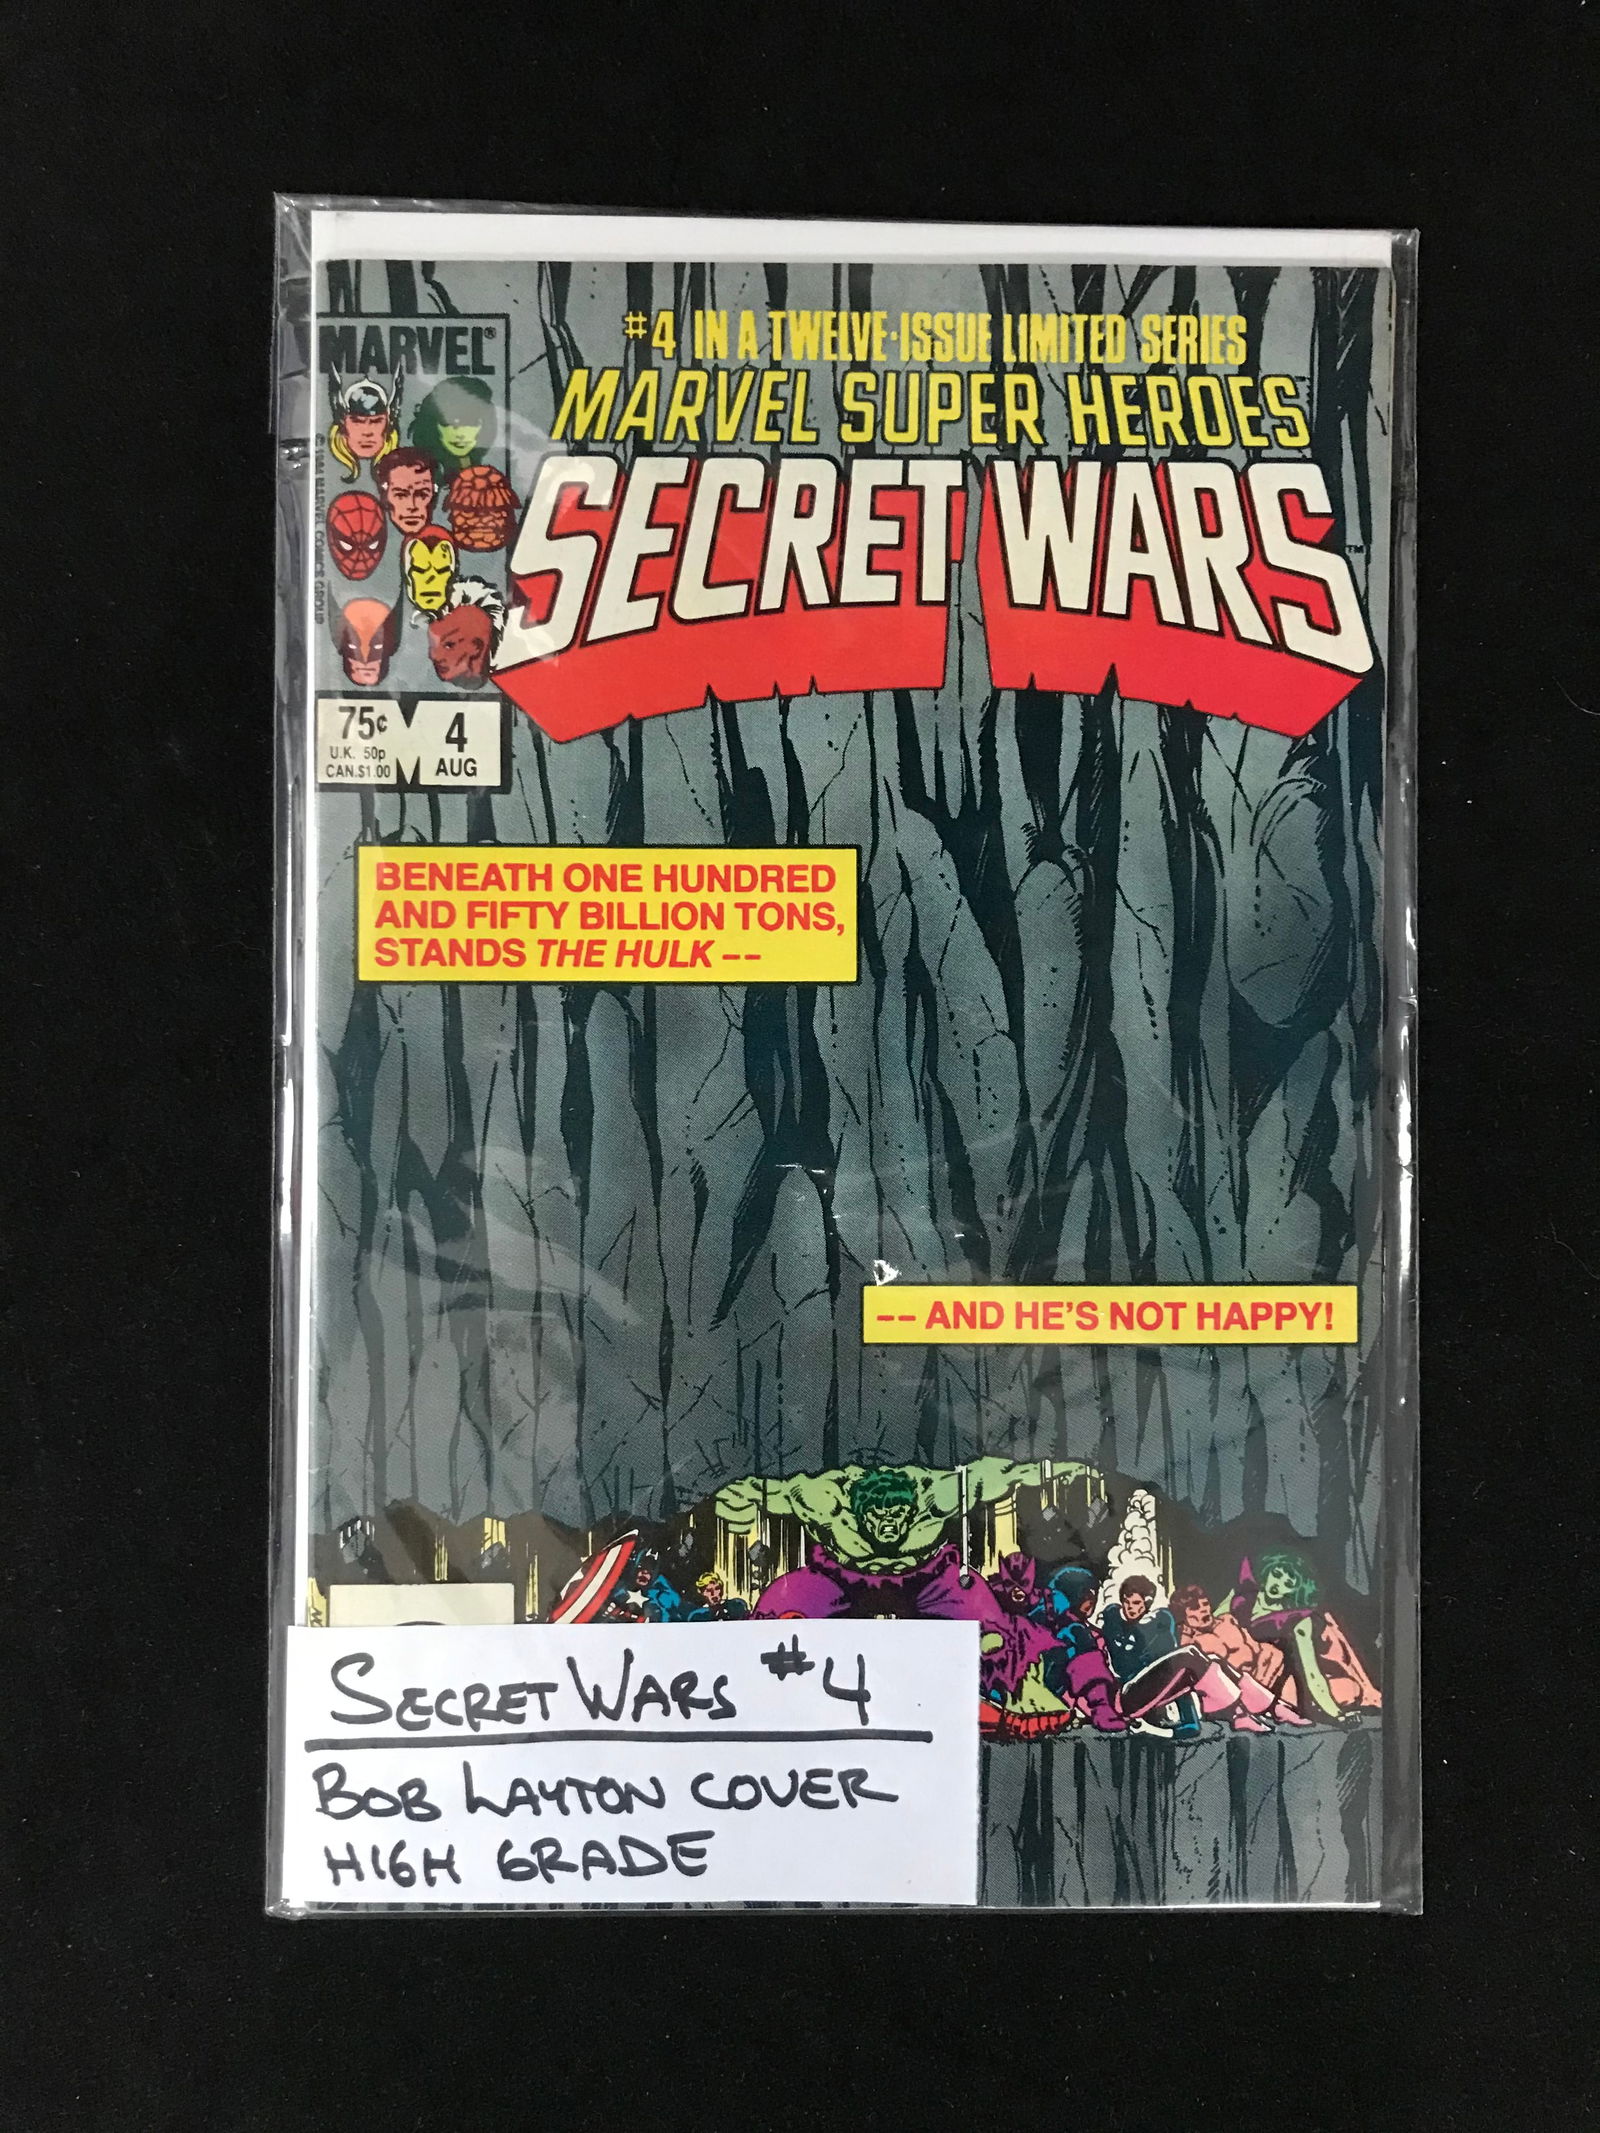 #4 IN A TWELVE-ISSUE LIMITED SERIES
MARVEL SUPER HEROES
SECRET WARS™
MARVEL®
75¢
U.K. 50p
CAN.$1.00
4
AUG
BENEATH ONE HUNDRED
AND FIFTY BILLION TONS,
STANDS THE HULK --
-- AND HE'S NOT HAPPY!
SECRET WARS #4
BOB LAYTON COVER
HIGH GRADE